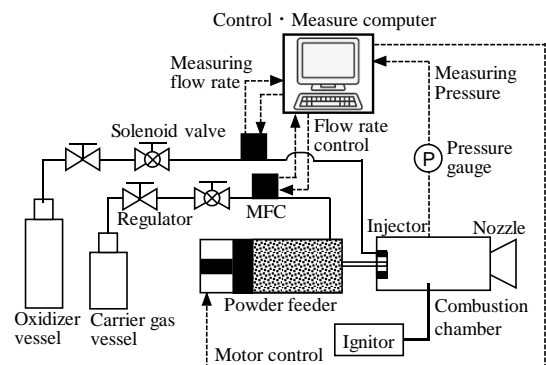 Control・Measure computer
Measuring
flow rate
Measuring
Pressure
Solenoid valve
Flow rate
control
Pressure
gauge
P
Regulator
MFC
Injector
Nozzle
Powder feeder
Oxidizer
vessel
Carrier gas
vessel
Combustion
chamber
Ignitor
Motor control